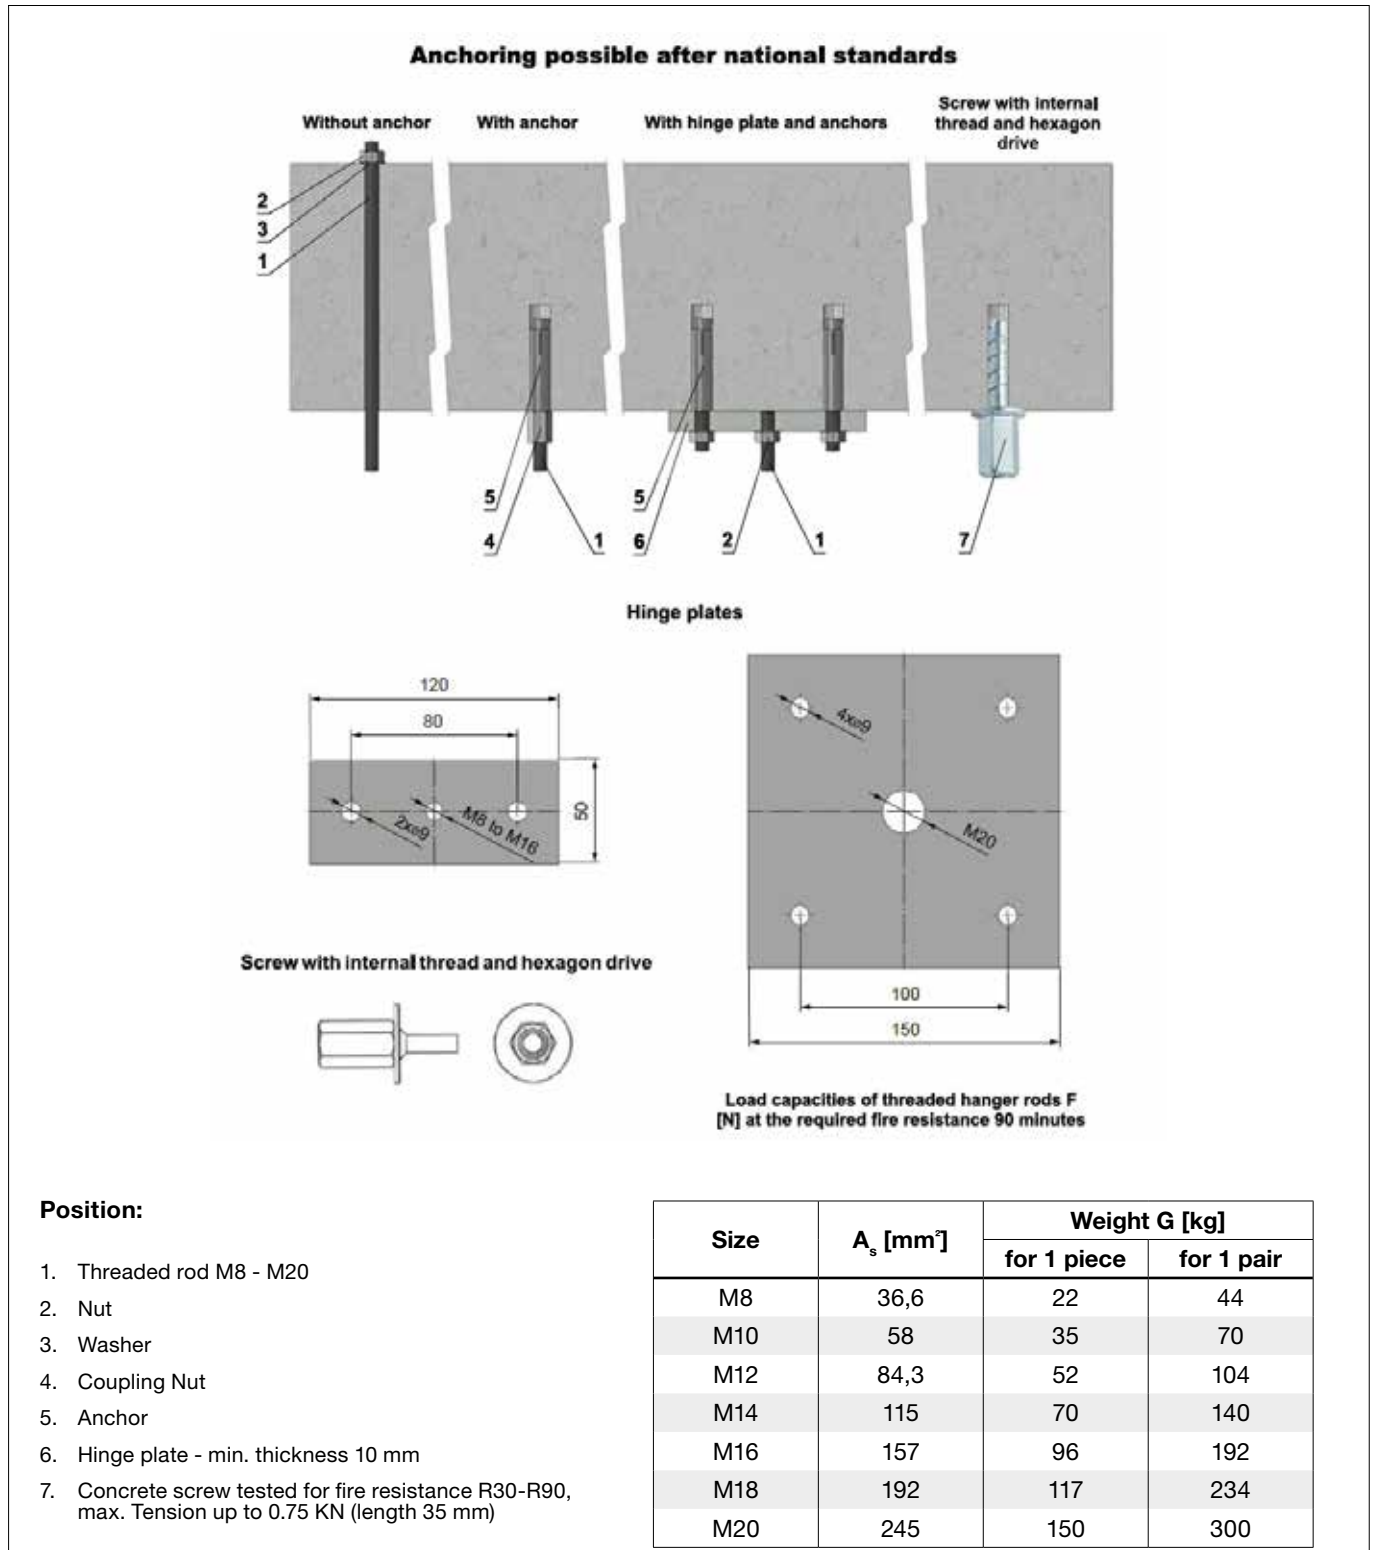 Anchoring possible after national standards
Without anchor
With anchor
With hinge plate and anchors
Screw with internal
thread and hexagon
drive
2
3
1
5
4
1
5
6
2
1
7
Hinge plates
120
80
50
2xø9
M8 to M16
4xø9
M20
100
150
Screw with internal thread and hexagon drive
Load capacities of threaded hanger rods F
[N] at the required fire resistance 90 minutes
Position:
1. Threaded rod M8 - M20
2. Nut
3. Washer
4. Coupling Nut
5. Anchor
6. Hinge plate - min. thickness 10 mm
7. Concrete screw tested for fire resistance R30-R90,
max. Tension up to 0.75 KN (length 35 mm)
Size Aₛ [mm²] Weight G [kg]
for 1 piece for 1 pair
M8 36,6 22 44
M10 58 35 70
M12 84,3 52 104
M14 115 70 140
M16 157 96 192
M18 192 117 234
M20 245 150 300